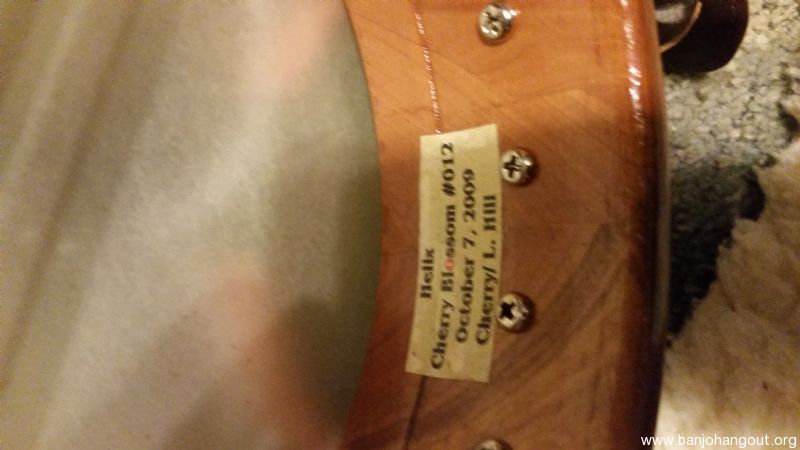 Helix
Cherry Blossom #012
October 7, 2009
Cherry/ L. Hill
www.banjohangout.org